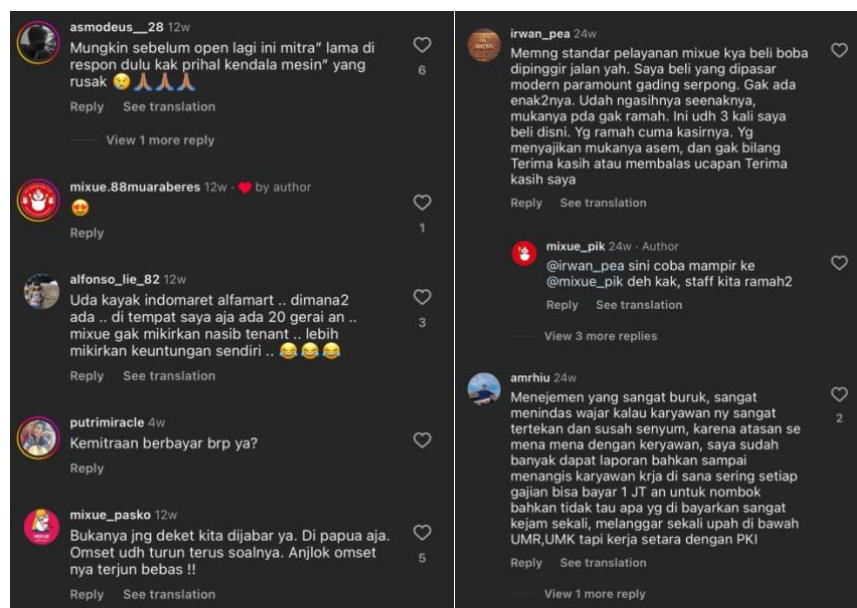 asmodeus__28 12w
Mungkin sebelum open lagi ini mitra” lama di
respon dulu kak prihal kendala mesin” yang
rusak 😢🙏🏽🙏🏽🙏🏽
6
Reply See translation
View 1 more reply
mixue.88muaraberes 12w · ❤️ by author
😍
1
Reply
alfonso_lie_82 12w
Uda kayak indomaret alfamart .. dimana2
ada .. di tempat saya aja ada 20 gerai an ..
mixue gak mikirkan nasib tenant .. lebih
mikirkan keuntungan sendiri .. 😂😂😂
3
Reply See translation
putrimiracle 4w
Kemitraan berbayar brp ya?
Reply
mixue_pasko 12w
Bukanya jng deket kita dijabar ya. Di papua aja.
Omset udh turun terus soalnya. Anjlok omset
nya terjun bebas !!
5
Reply See translation
irwan_pea 24w
Memng standar pelayanan mixue kya beli boba
dipinggir jalan yah. Saya beli yang dipasar
modern paramount gading serpong. Gak ada
enak2nya. Udah ngasihnya seenaknya,
mukanya pda gak ramah. Ini udh 3 kali saya
beli disni. Yg ramah cuma kasirnya. Yg
menyajikan mukanya asem, dan gak bilang
Terima kasih atau membalas ucapan Terima
kasih saya
Reply See translation
mixue_pik 24w · Author
@irwan_pea sini coba mampir ke
@mixue_pik deh kak, staff kita ramah2
Reply See translation
View 3 more replies
amrhiu 24w
Menejemen yang sangat buruk, sangat
menindas wajar kalau karyawan ny sangat
tertekan dan susah senyum, karena atasan se
mena mena dengan keryawan, saya sudah
banyak dapat laporan bahkan sampai
menangis karyawan krja di sana sering setiap
gajian bisa bayar 1 JT an untuk nombok
bahkan tidak tau apa yg di bayarkan sangat
kejam sekali, melanggar sekali upah di bawah
UMR,UMK tapi kerja setara dengan PKI
2
Reply See translation
View 1 more reply